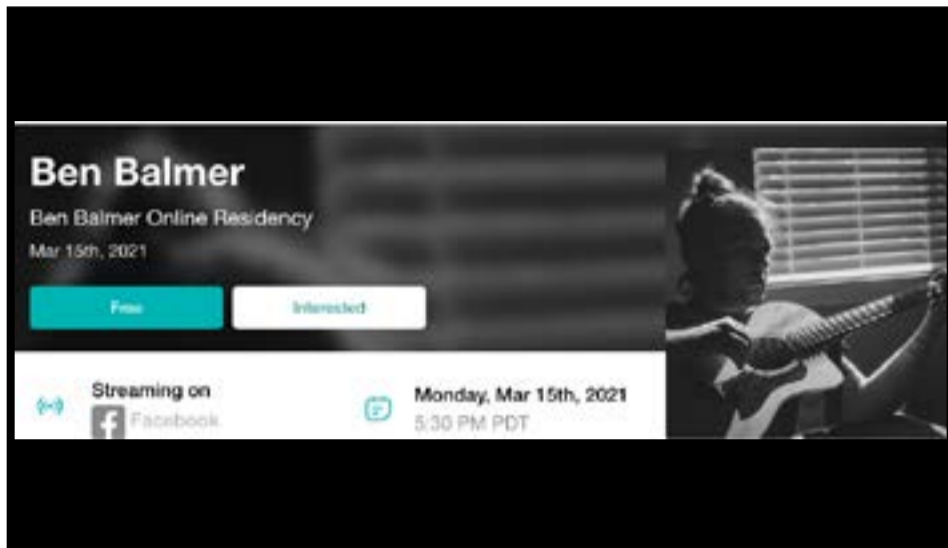 Ben Balmer
Ben Balmer Online Residency
Mar 15th, 2021
Free
Interested
Streaming on
Facebook
Monday, Mar 15th, 2021
5:30 PM PDT